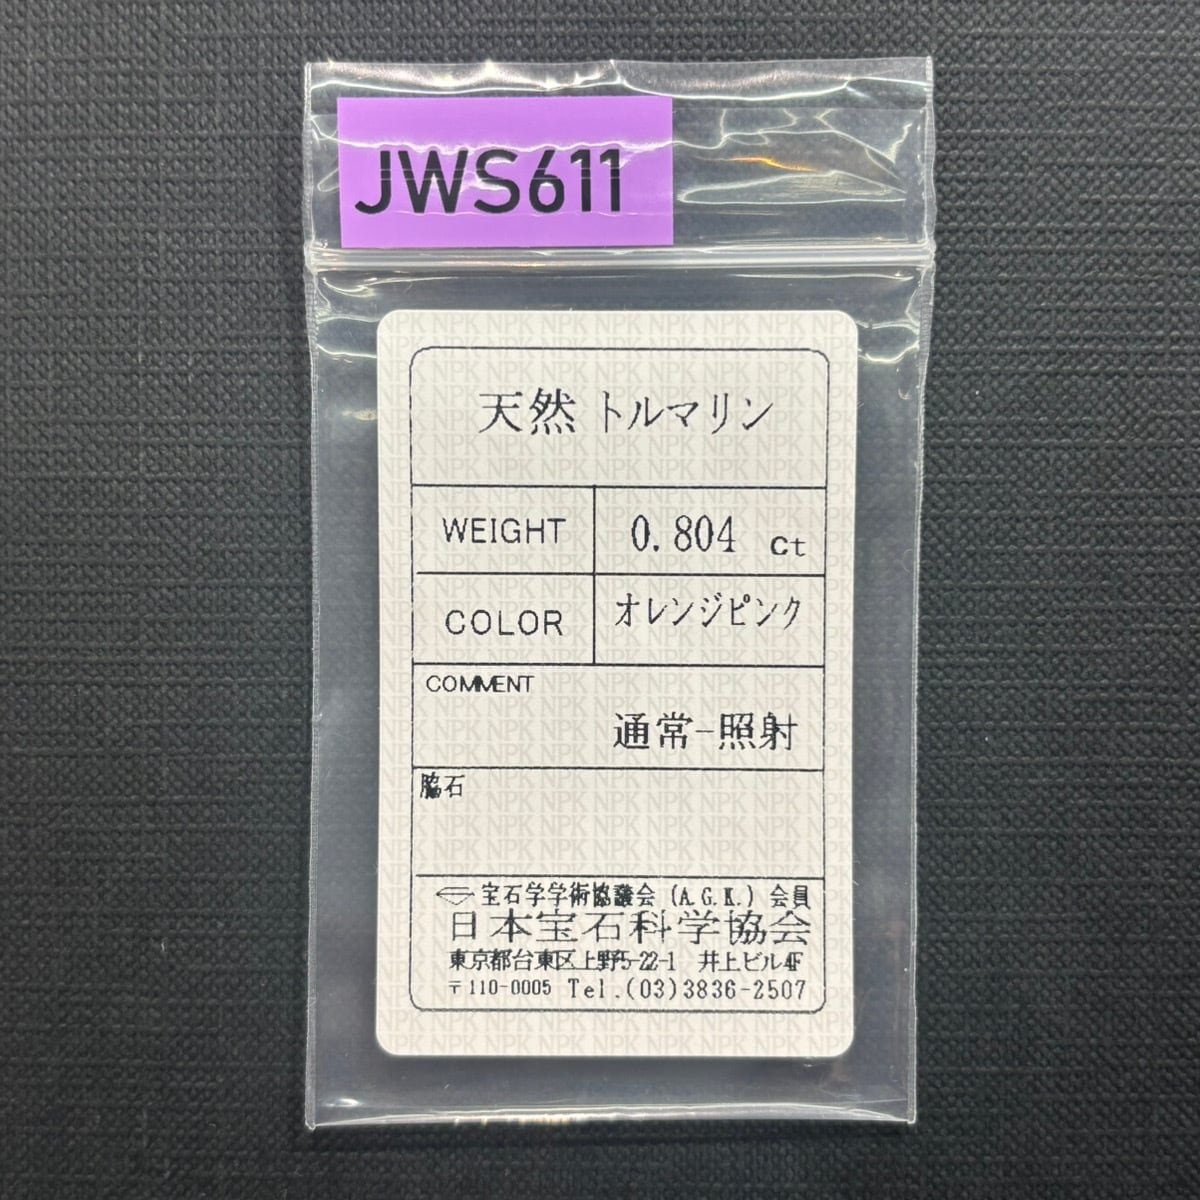 JWS611
天然 トルマリン
WEIGHT 0.804 ct
COLOR オレンジピンク
COMMENT
通常-照射
脇石
宝石学学術協議会 (A.G.K.) 会員
日本宝石科学協会
東京都台東区上野5-22-1 井上ビル4F
〒110-0005 Tel.(03)3836-2507